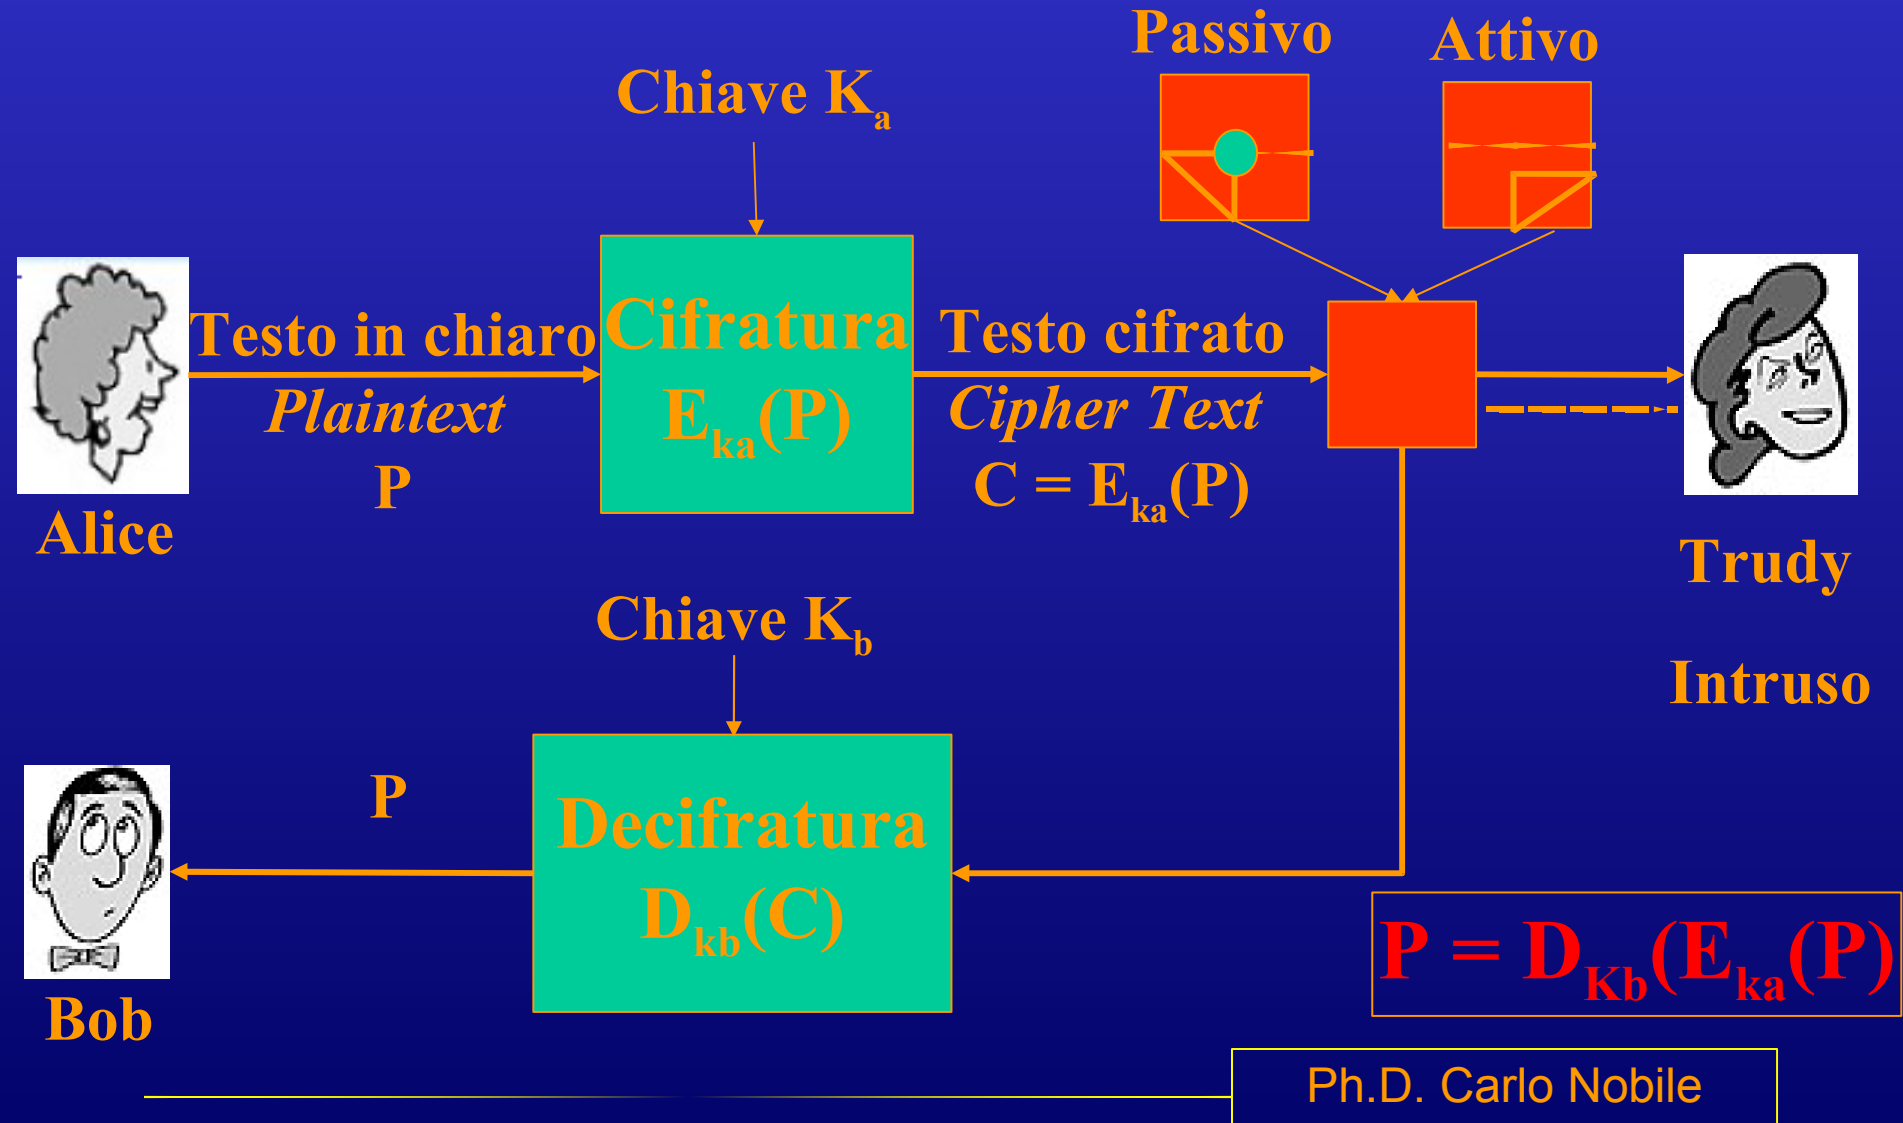 Passivo
Attivo
Chiave Ka
Testo in chiaro
Plaintext
P
Cifratura
Eka(P)
Testo cifrato
Cipher Text
C = Eka(P)
Alice
Trudy
Intruso
Chiave Kb
P
Decifratura
Dkb(C)
Bob
P = DKb(Eka(P)
Ph.D. Carlo Nobile